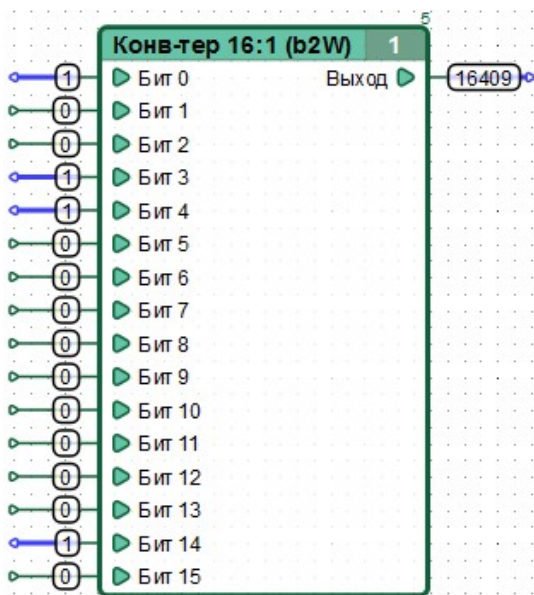 5
Конв-тер 16:1 (b2W) 1
1 Бит 0 Выход 16409
0 Бит 1
0 Бит 2
1 Бит 3
1 Бит 4
0 Бит 5
0 Бит 6
0 Бит 7
0 Бит 8
0 Бит 9
0 Бит 10
0 Бит 11
0 Бит 12
0 Бит 13
1 Бит 14
0 Бит 15